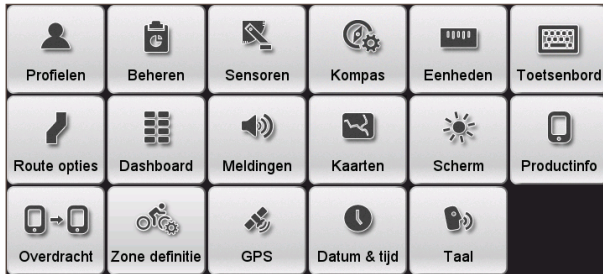 Profielen Beheren Sensoren Kompas Eenheden Toetsenbord
Route opties Dashboard Meldingen Kaarten Scherm Productinfo
Overdracht Zone definitie GPS Datum & tijd Taal